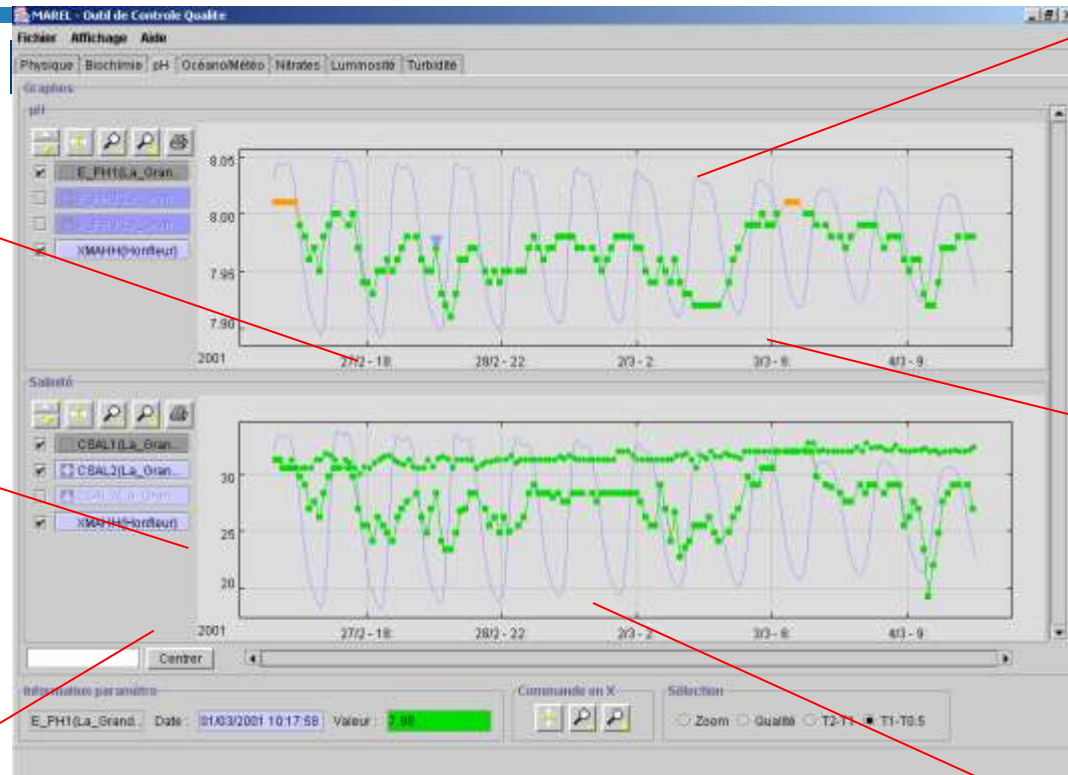 MAREL - Outil de Controle Qualite
Fichier Affichage Aide
Physique Biochimie pH Océano/Météo Nitrates Luminosité Turbidité
Graphes
pH
E_PH1(La_Gran...
XMAHH(Honfleur)
8.05
8.00
7.95
7.90
2001
27/2 - 18
28/2 - 22
2/3 - 2
3/3 - 6
4/3 - 9
Salinité
CSAL1(La_Gran...
CSAL2(La_Gran...
XMAHH(Honfleur)
30
25
20
2001
27/2 - 18
28/2 - 22
2/3 - 2
3/3 - 6
4/3 - 9
Centrer
Information paramètre
Commande en X
Sélection
E_PH1(La_Grand... Date : 01/03/2001 10:17:58 Valeur : 7.98
Zoom Qualité T2-T1 T1-T0.5